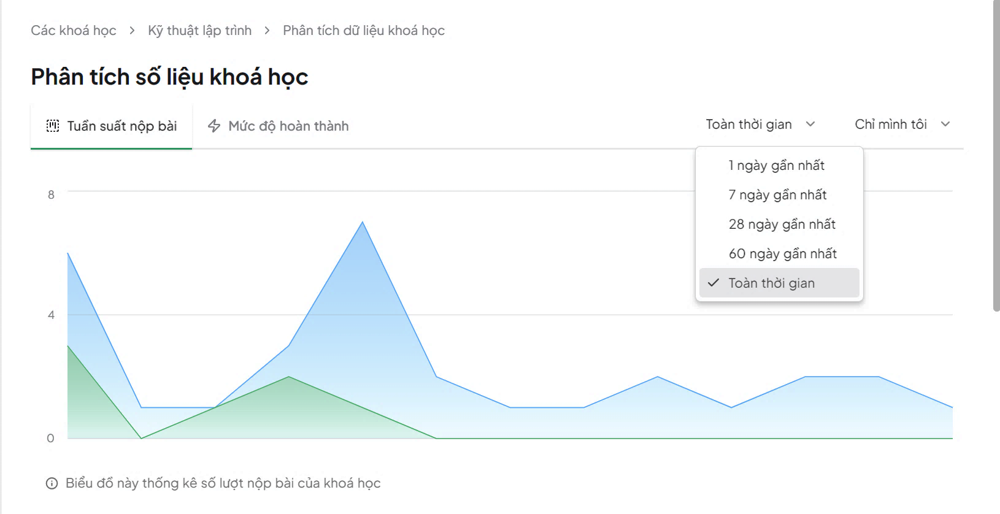 Các khoá học > Kỹ thuật lập trình > Phân tích dữ liệu khoá học
Phân tích số liệu khoá học
Tuần suất nộp bài
Mức độ hoàn thành
Toàn thời gian
Chỉ mình tôi
1 ngày gần nhất
7 ngày gần nhất
28 ngày gần nhất
60 ngày gần nhất
Toàn thời gian
8
4
0
Biểu đồ này thống kê số lượt nộp bài của khoá học